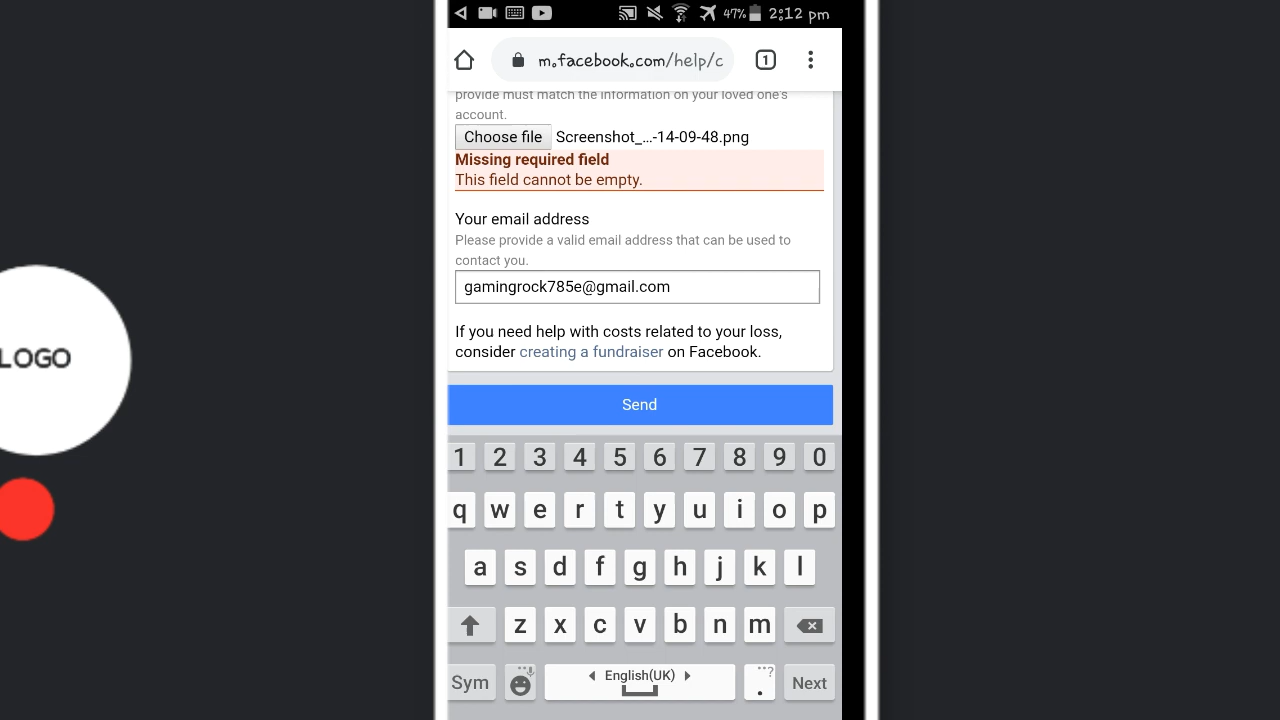 47% 2:12 pm
m.facebook.com/help/c
1
provide must match the information on your loved one's
account.
Choose file Screenshot_...-14-09-48.png
Missing required field
This field cannot be empty.
Your email address
Please provide a valid email address that can be used to
contact you.
gamingrock785e@gmail.com
If you need help with costs related to your loss,
consider creating a fundraiser on Facebook.
Send
LOGO
1 2 3 4 5 6 7 8 9 0
q w e r t y u i o p
a s d f g h j k l
z x c v b n m
Sym English(UK) . ? Next